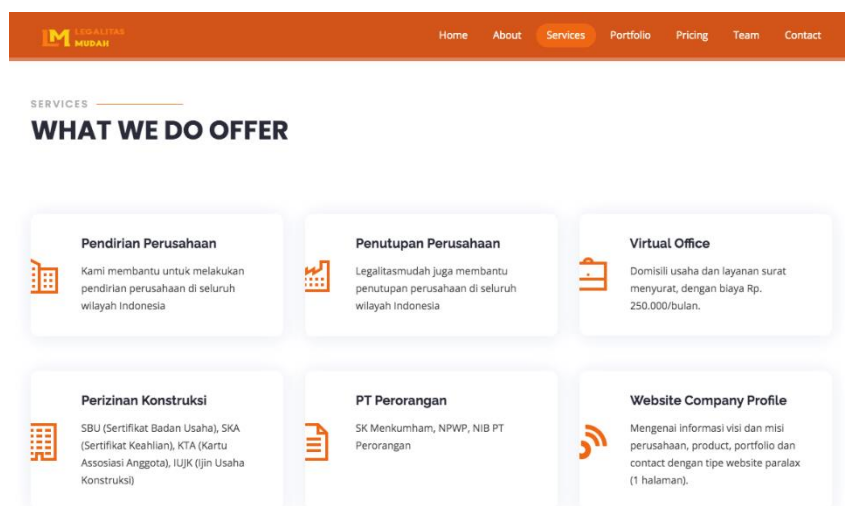 LEGALITAS
MUDAH
Home About Services Portfolio Pricing Team Contact
SERVICES
WHAT WE DO OFFER
Pendirian Perusahaan
Kami membantu untuk melakukan
pendirian perusahaan di seluruh
wilayah Indonesia
Penutupan Perusahaan
Legalitasmudah juga membantu
penutupan perusahaan di seluruh
wilayah Indonesia
Virtual Office
Domisili usaha dan layanan surat
menyurat, dengan biaya Rp.
250.000/bulan.
Perizinan Konstruksi
SBU (Sertifikat Badan Usaha), SKA
(Sertifikat Keahlian), KTA (Kartu
Assosiasi Anggota), IUJK (Ijin Usaha
Konstruksi)
PT Perorangan
SK Menkumham, NPWP, NIB PT
Perorangan
Website Company Profile
Mengenai informasi visi dan misi
perusahaan, product, portfolio dan
contact dengan tipe website paralax
(1 halaman).